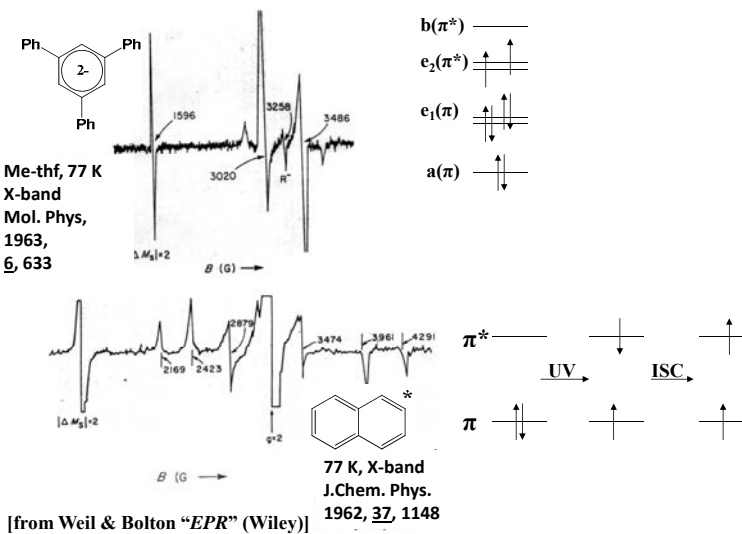 Ph
Ph
2-
Ph
1596
3258
3486
3020
R⁻
|ΔMs|=2
B (G)
Me-thf, 77 K
X-band
Mol. Phys,
1963,
6, 633
b(π*)
e2(π*)
e1(π)
a(π)
2169
2423
2879
3474
3961
4291
|ΔMs|=2
g=2
B (G
*
77 K, X-band
J.Chem. Phys.
1962, 37, 1148
[from Weil & Bolton “EPR” (Wiley)]
π*
UV
ISC
π